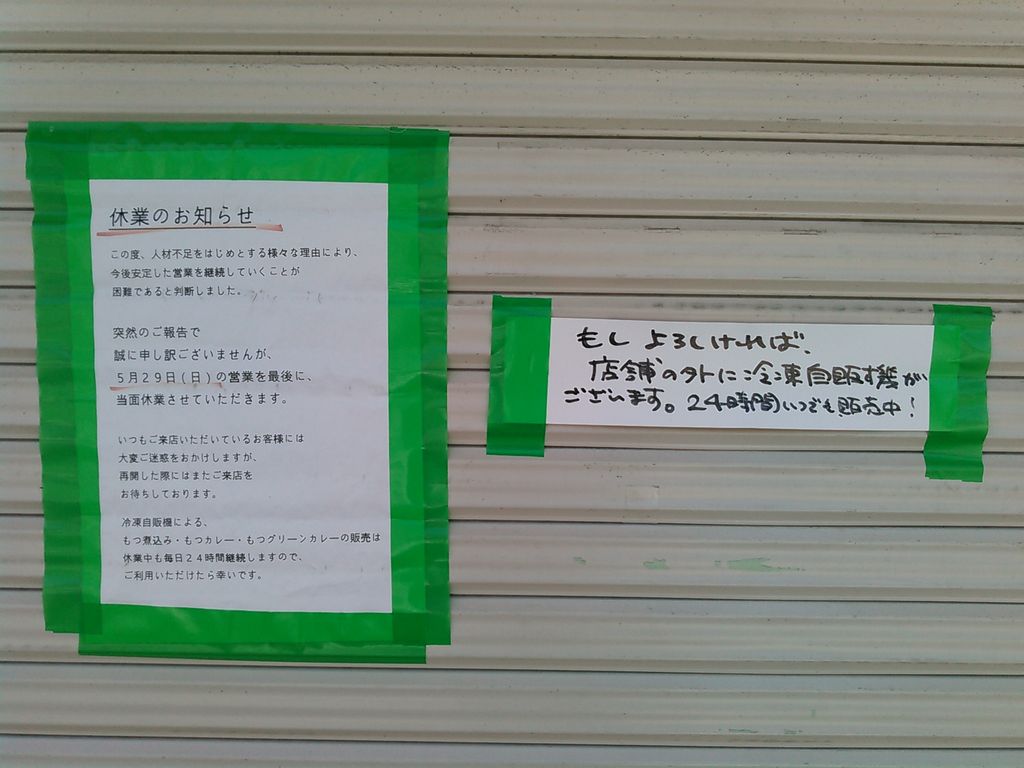 休業のお知らせ
この度、人材不足をはじめとする様々な理由により、
今後安定した営業を継続していくことが
困難であると判断しました。
突然のご報告で
誠に申し訳ございませんが、
5月29日(日)の営業を最後に、
当面休業させていただきます。
いつもご来店いただいているお客様には
大変ご迷惑をおかけしますが、
再開した際にはまたご来店を
お待ちしております。
冷凍自販機による、
もつ煮込み・もつカレー・もつグリーンカレーの販売は
休業中も毎日24時間継続しますので、
ご利用いただけたら幸いです。
もしよろしければ、
店舗の外に冷凍自販機が
ございます。24時間いつでも販売中!